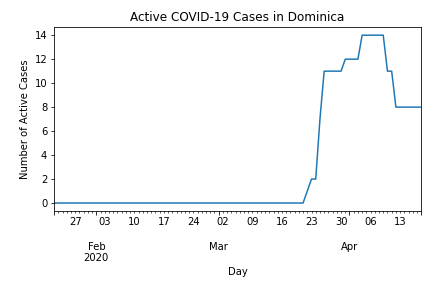 Active COVID-19 Cases in Dominica
Number of Active Cases
14
12
10
8
6
4
2
0
27 03 10 17 24 02 09 16 23 30 06 13
Feb Mar Apr
2020
Day